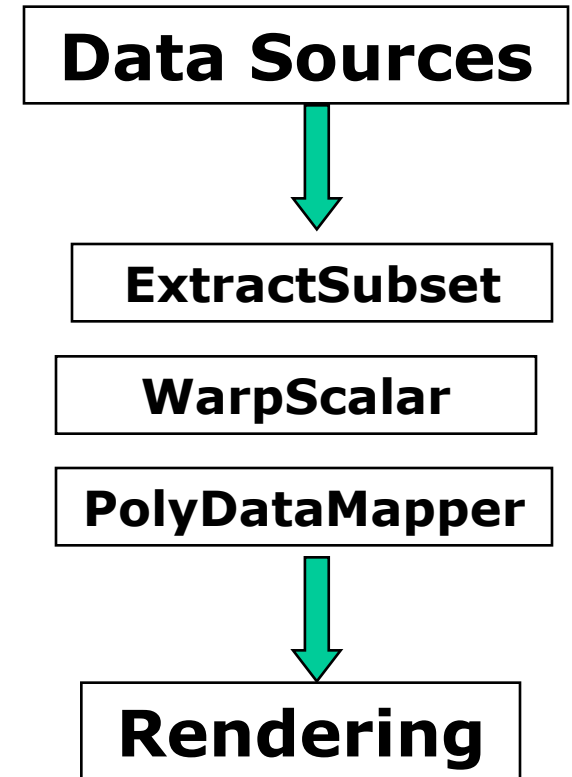 Data Sources
ExtractSubset
WarpScalar
PolyDataMapper
Rendering